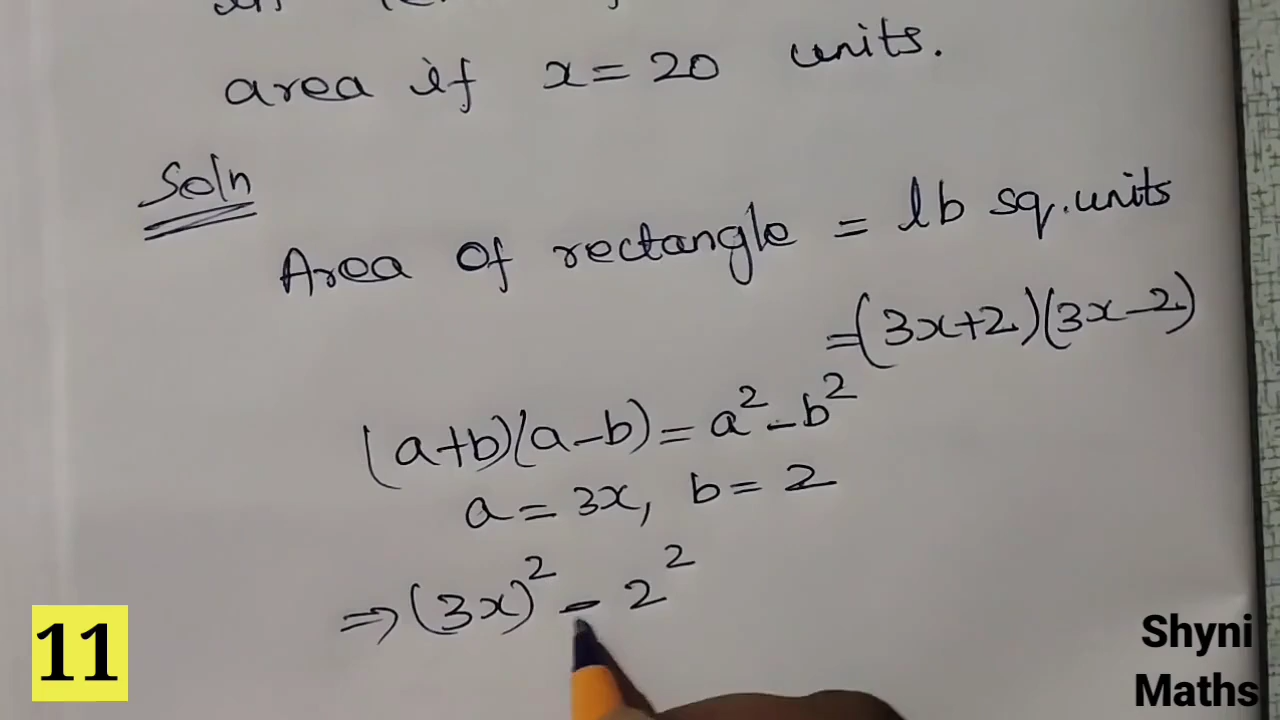 area if x = 20 units.
Soln
Area of rectangle = lb sq.units
= (3x+2)(3x-2)
(a+b)(a-b) = a² - b²
a = 3x, b = 2
⇒ (3x)² - 2²
11
Shyni
Maths